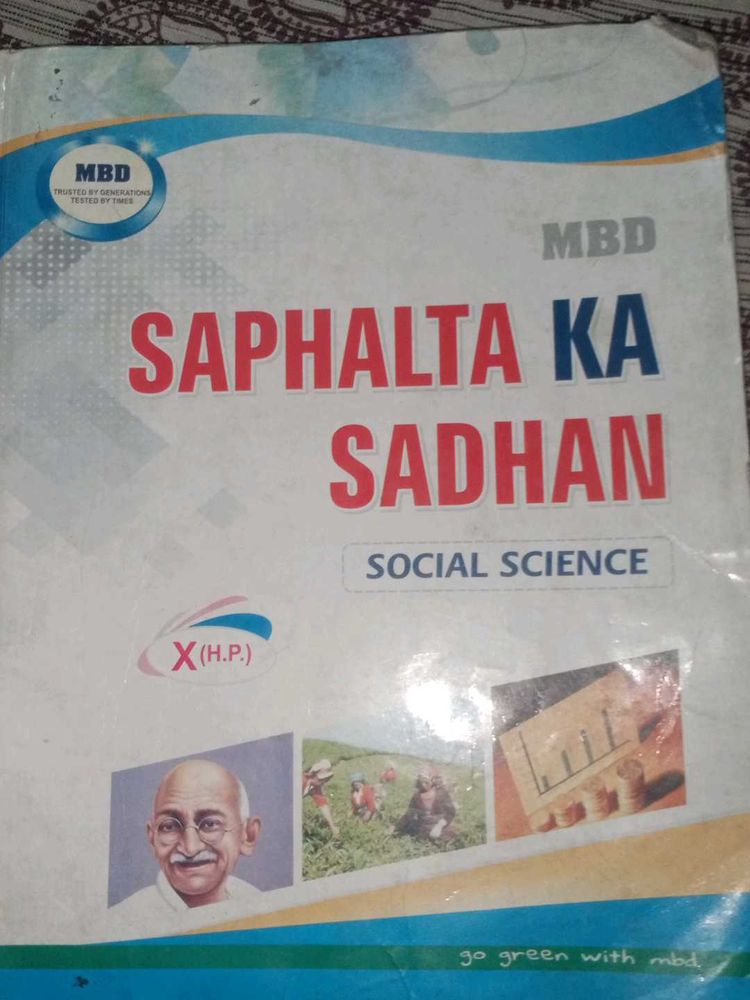 MBD
TRUSTED BY GENERATIONS
TESTED BY TIMES
MBD
SAPHALTA KA
SADHAN
SOCIAL SCIENCE
X (H.P.)
go green with mbd